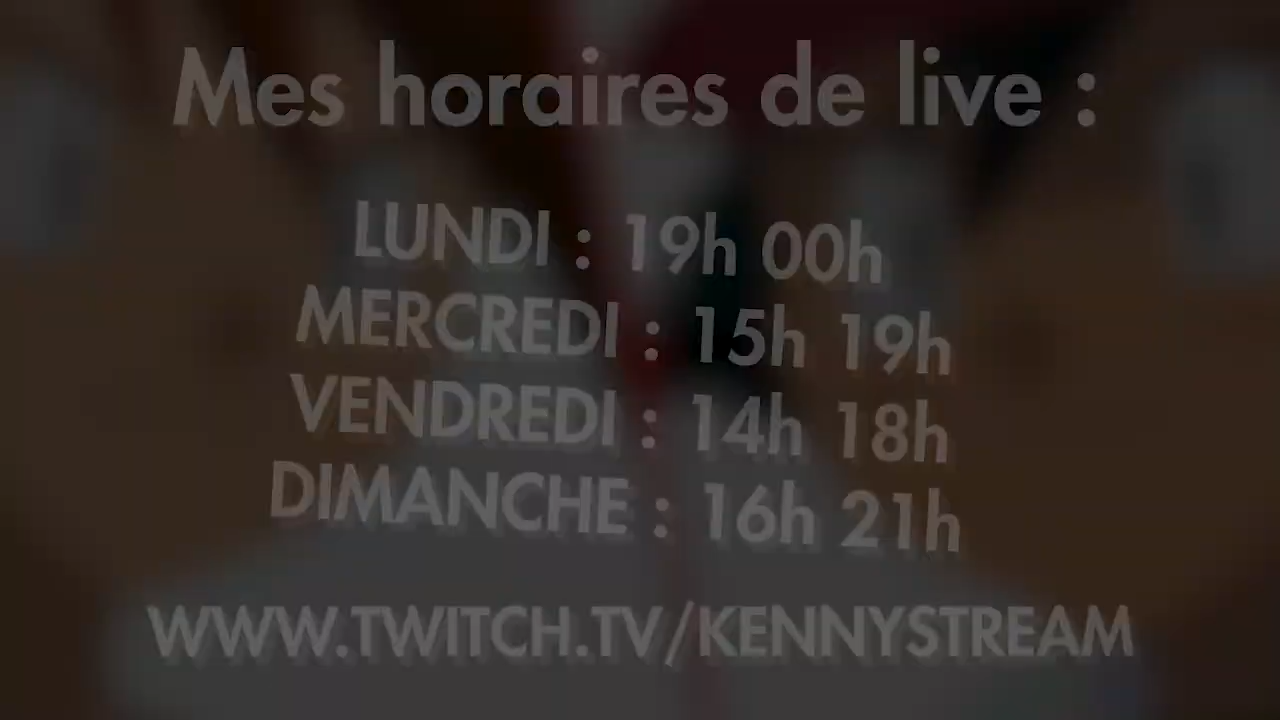 Mes horaires de live :
LUNDI : 19h 00h
MERCREDI : 15h 19h
VENDREDI : 14h 18h
DIMANCHE : 16h 21h
WWW.TWITCH.TV/KENNYSTREAM